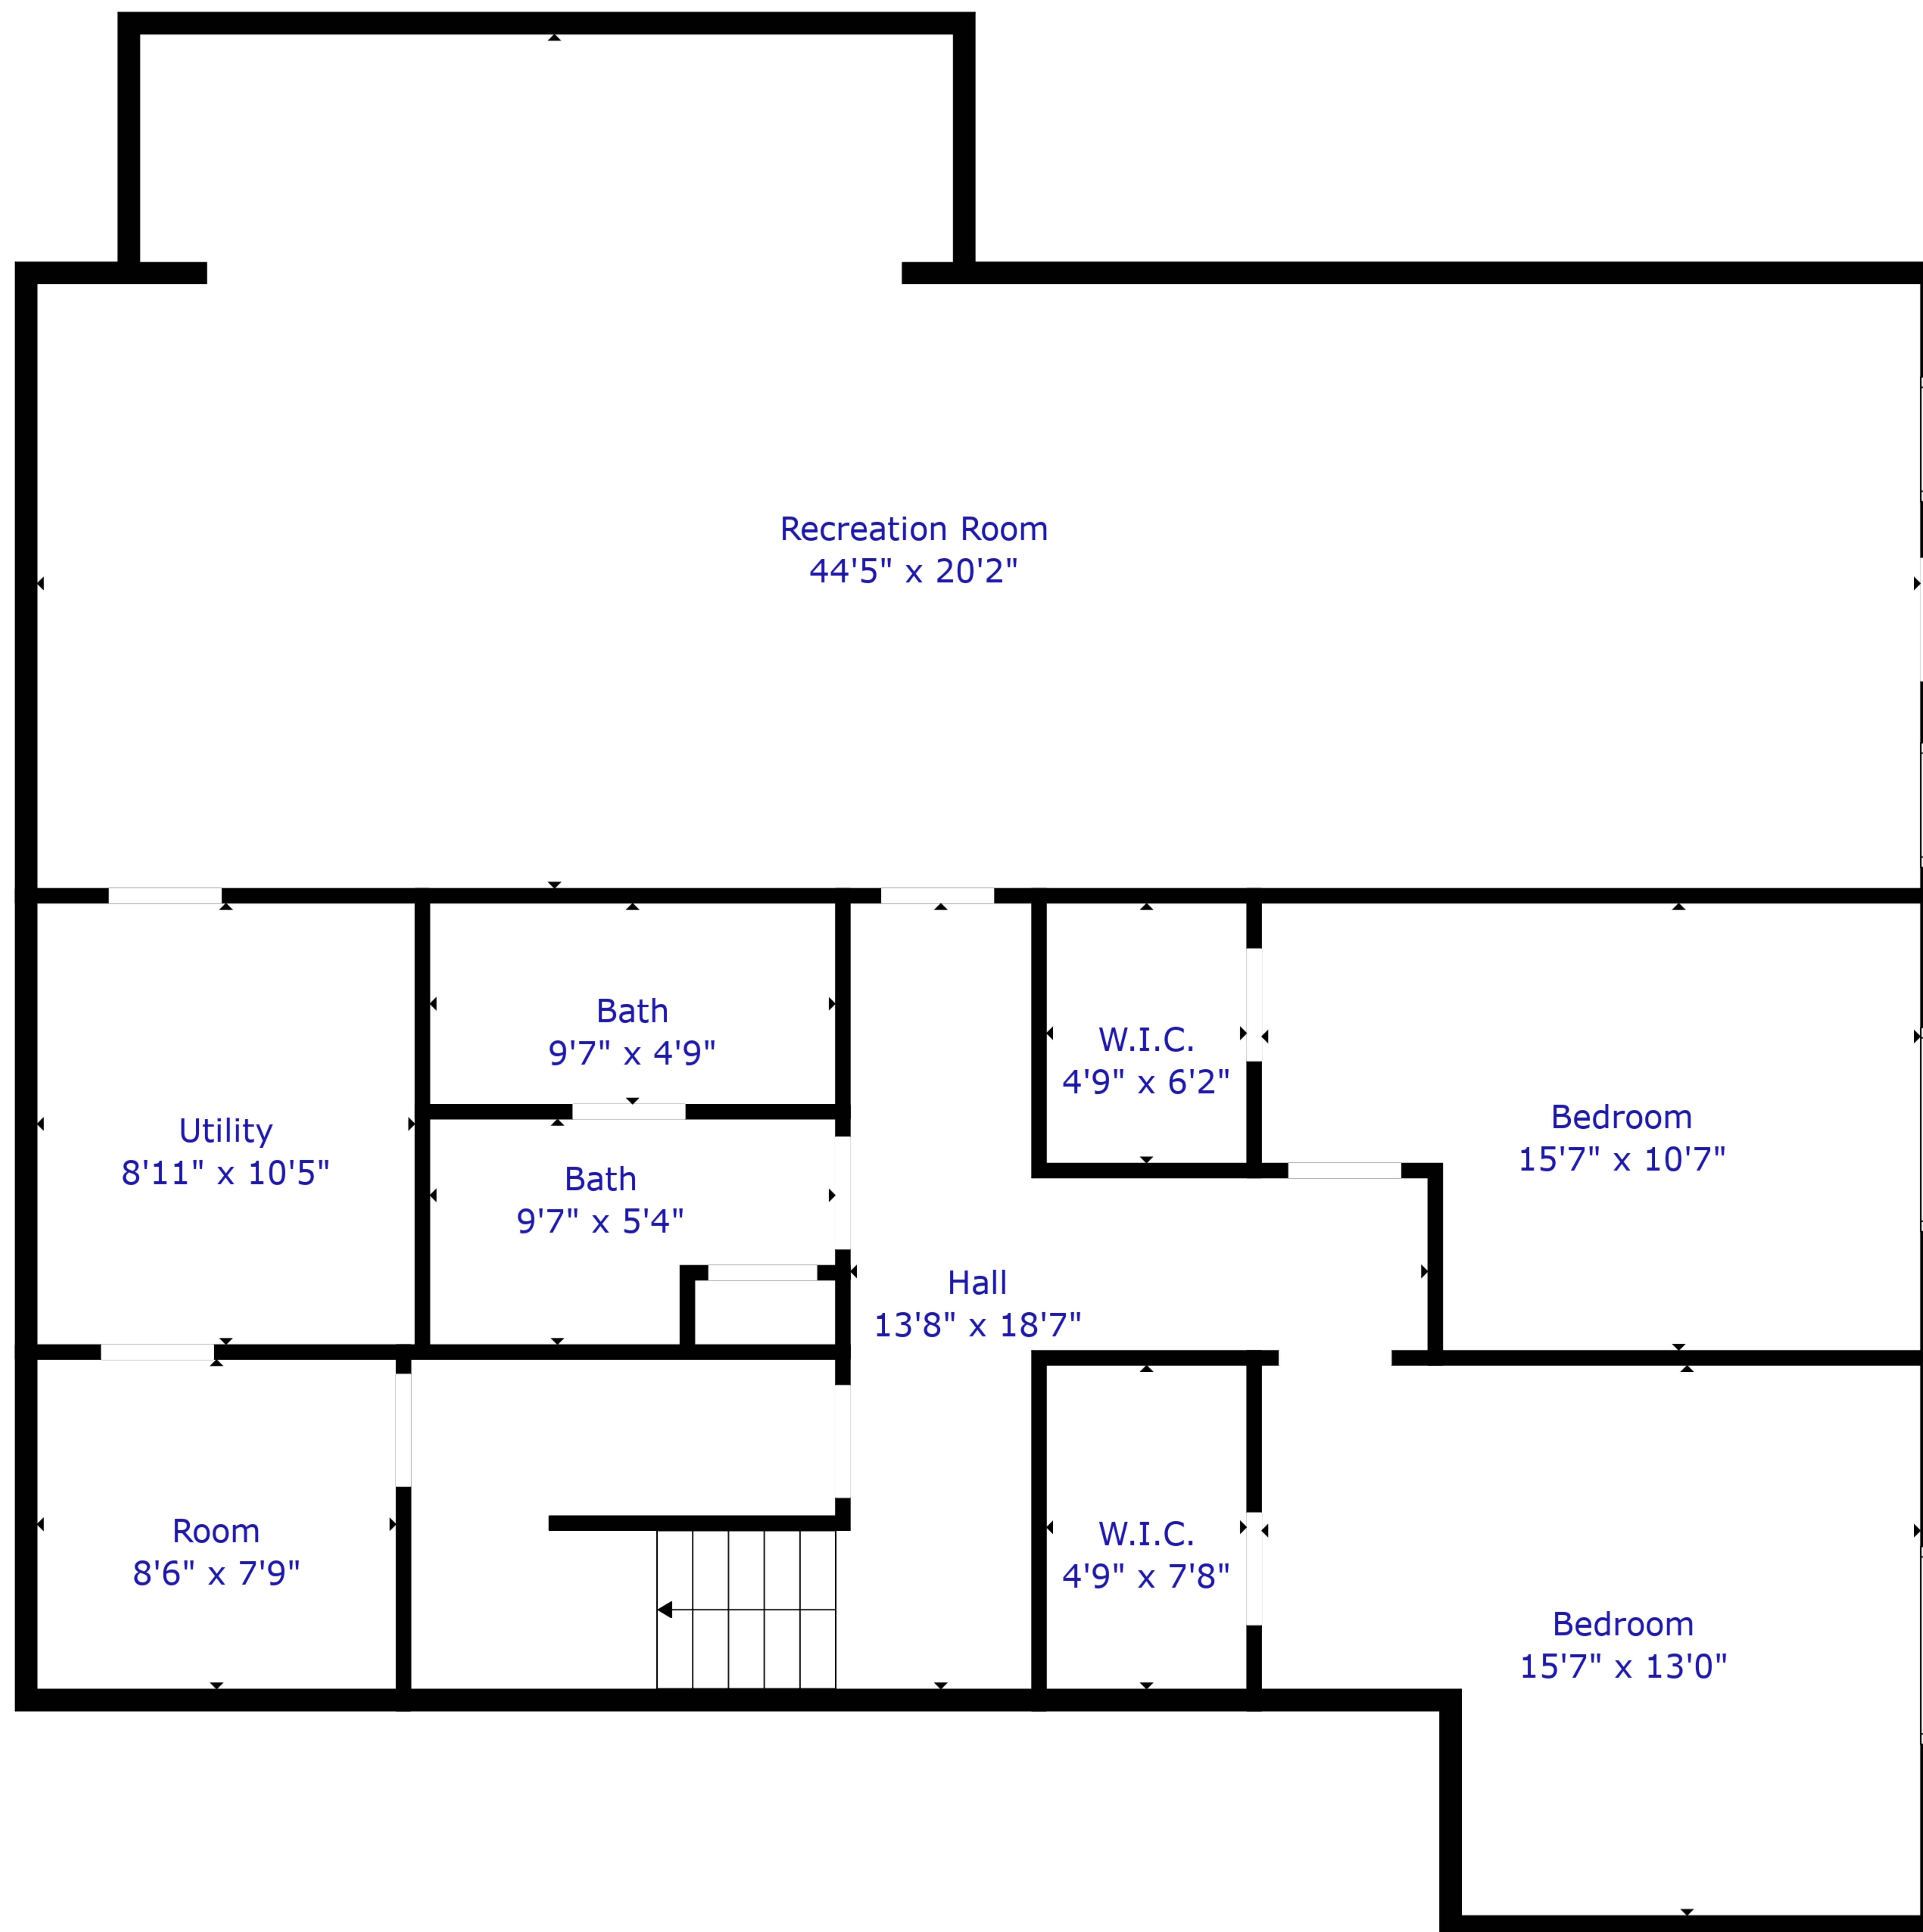 Recreation Room
44'5" x 20'2"
Bath
9'7" x 4'9"
W.I.C.
4'9" x 6'2"
Utility
8'11" x 10'5"
Bath
9'7" x 5'4"
Bedroom
15'7" x 10'7"
Hall
13'8" x 18'7"
Room
8'6" x 7'9"
W.I.C.
4'9" x 7'8"
Bedroom
15'7" x 13'0"